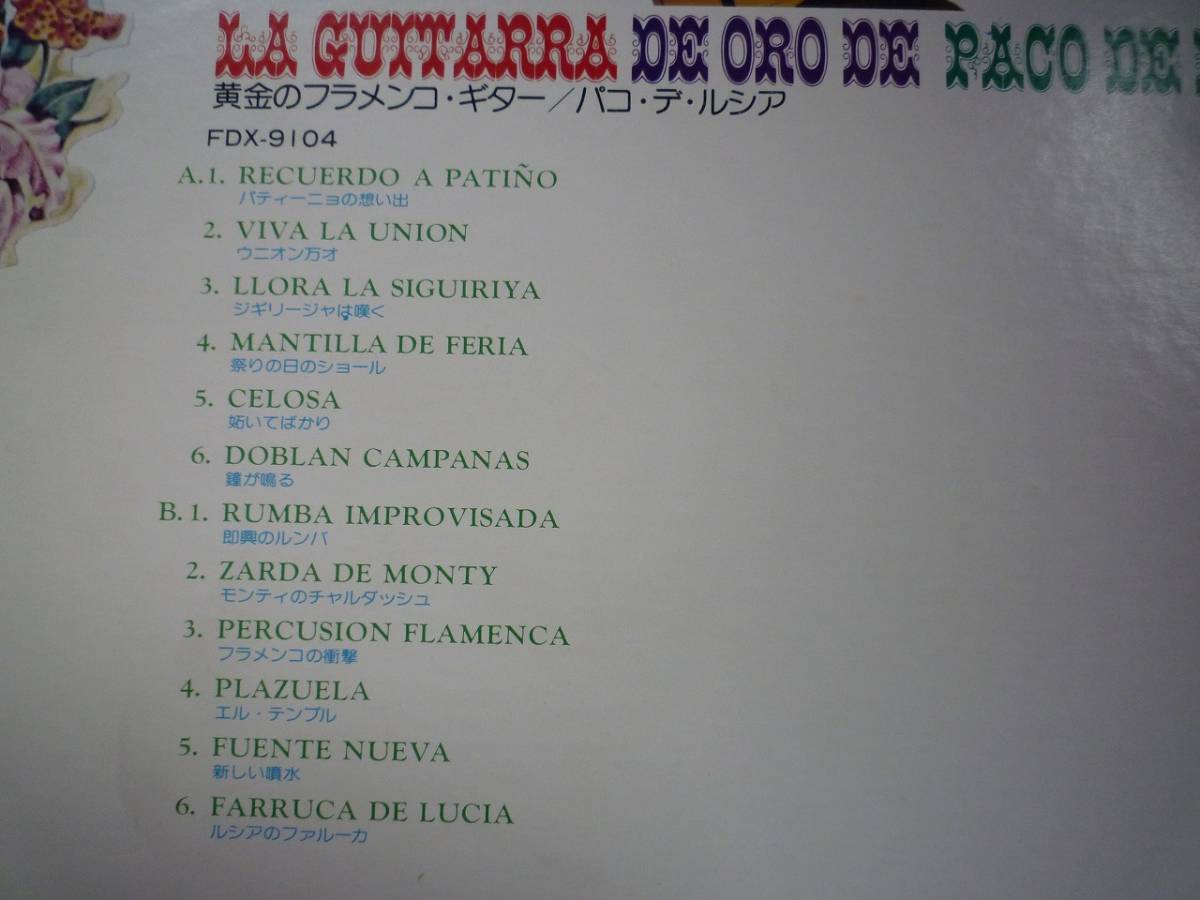 LA GUITARRA DE ORO DE PACO DE
黄金のフラメンコ・ギター／パコ・デ・ルシア
FDX-9104
A.1. RECUERDO A PATIÑO
パティーニョの想い出
2. VIVA LA UNION
ウニオン万才
3. LLORA LA SIGUIRIYA
ジギリージャは嘆く
4. MANTILLA DE FERIA
祭りの日のショール
5. CELOSA
妬いてばかり
6. DOBLAN CAMPANAS
鐘が鳴る
B.1. RUMBA IMPROVISADA
即興のルンバ
2. ZARDA DE MONTY
モンティのチャルダッシュ
3. PERCUSION FLAMENCA
フラメンコの衝撃
4. PLAZUELA
エル・テンプル
5. FUENTE NUEVA
新しい噴水
6. FARRUCA DE LUCIA
ルシアのファルーカ